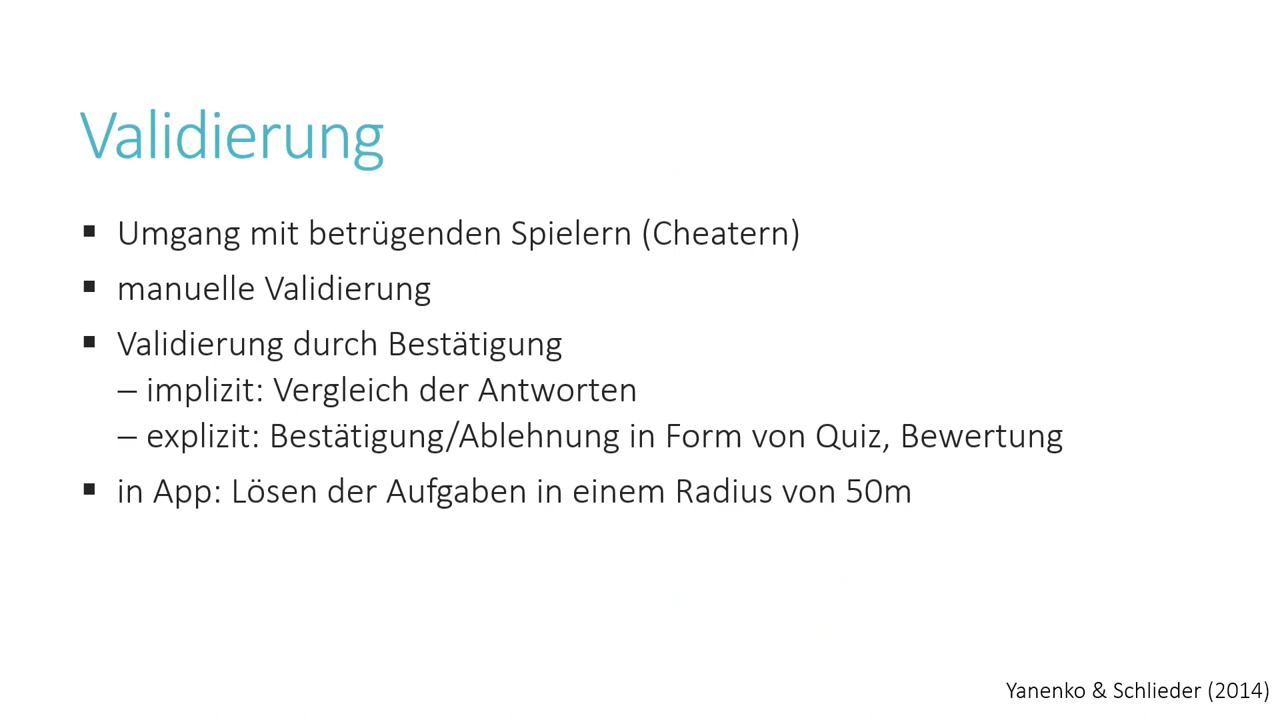 Validierung
▪ Umgang mit betrügenden Spielern (Cheatern)
▪ manuelle Validierung
▪ Validierung durch Bestätigung
– implizit: Vergleich der Antworten
– explizit: Bestätigung/Ablehnung in Form von Quiz, Bewertung
▪ in App: Lösen der Aufgaben in einem Radius von 50m
Yanenko & Schlieder (2014)